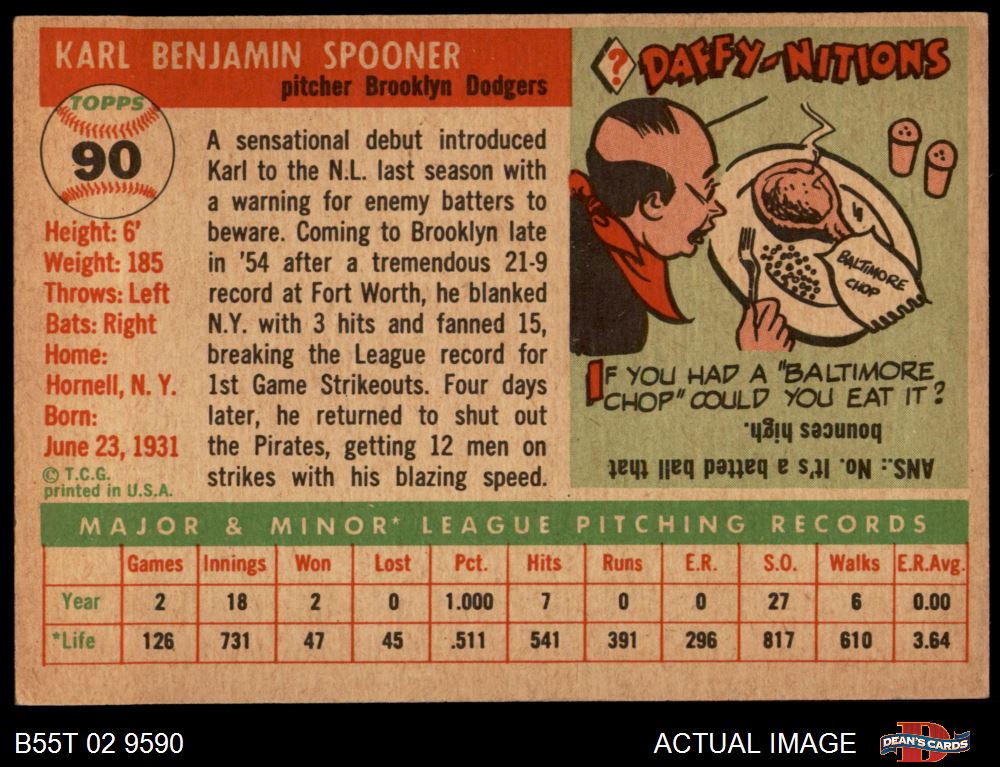 KARL BENJAMIN SPOONER
pitcher Brooklyn Dodgers
TOPPS
90
Height: 6'
Weight: 185
Throws: Left
Bats: Right
Home:
Hornell, N. Y.
Born:
June 23, 1931
© T.C.G.
printed in U.S.A.
A sensational debut introduced
Karl to the N.L. last season with
a warning for enemy batters to
beware. Coming to Brooklyn late
in '54 after a tremendous 21-9
record at Fort Worth, he blanked
N.Y. with 3 hits and fanned 15,
breaking the League record for
1st Game Strikeouts. Four days
later, he returned to shut out
the Pirates, getting 12 men on
strikes with his blazing speed.
? DAFFY-NITIONS
BALTIMORE
CHOP
IF YOU HAD A "BALTIMORE
CHOP" COULD YOU EAT IT?
ANS.: No. It's a batted ball that
bounces high.
MAJOR & MINOR* LEAGUE PITCHING RECORDS
Games Innings Won Lost Pct. Hits Runs E.R. S.O. Walks E.R.Avg.
Year 2 18 2 0 1.000 7 0 0 27 6 0.00
*Life 126 731 47 45 .511 541 391 296 817 610 3.64
B55T 02 9590
ACTUAL IMAGE
D
DEAN'S CARDS